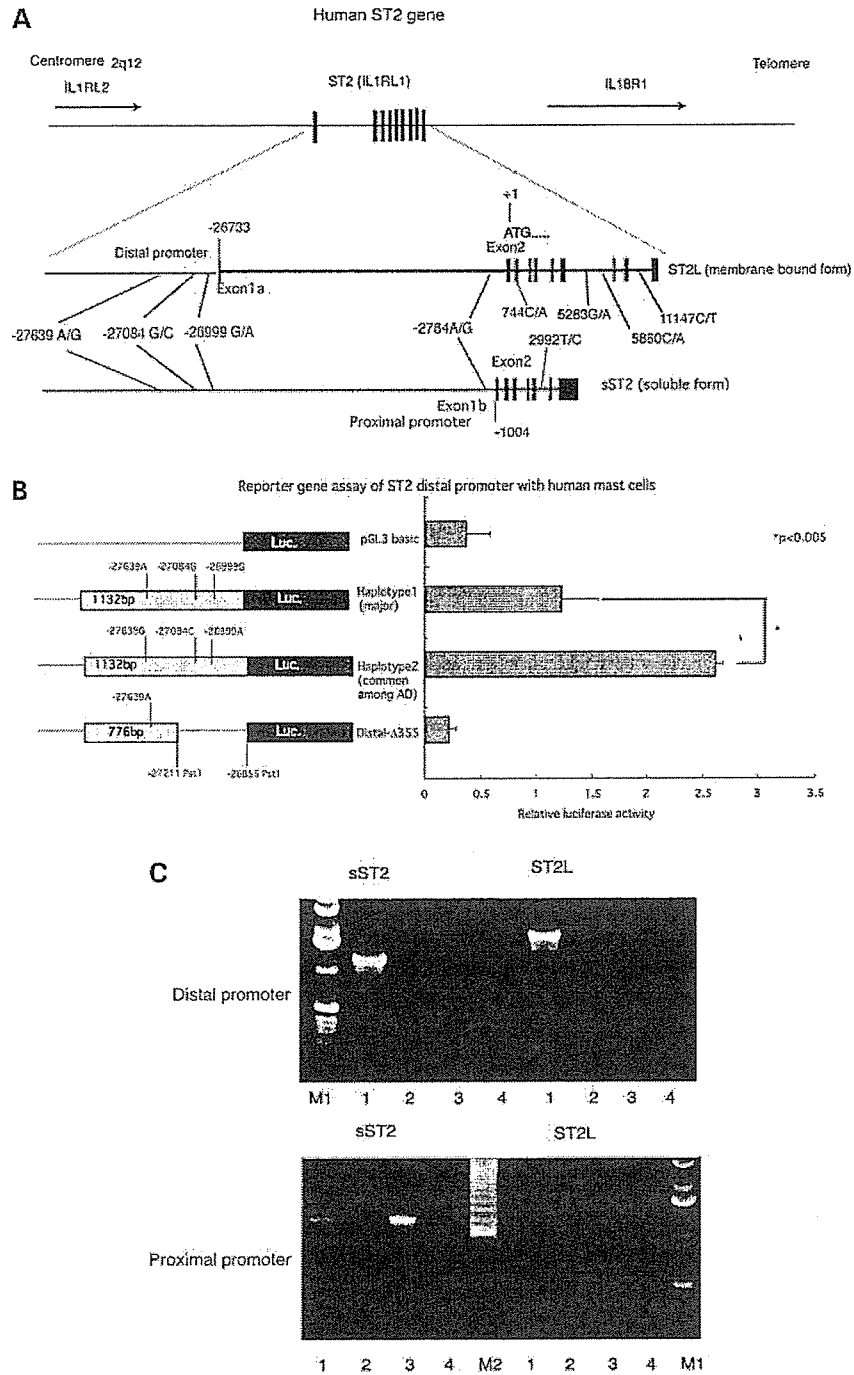 A
Human ST2 gene
Centromere 2q12
Telomere
IL1RL2
ST2 (IL1RL1)
IL18R1
+1
-26733
ATG.....
Distal promoter
Exon2
ST2L (membrane bound form)
Exon1a
-27639 A/G
-27084 G/C
-26999 G/A
-2784A/G
744C/A
5283G/A
11147C/T
2992T/C
5860C/A
Exon2
sST2 (soluble form)
Exon1b
Proximal promoter
-1004
B
Reporter gene assay of ST2 distal promoter with human mast cells
Luc.
pGL3 basic
*p<0.005
-27639A
-27084G
-26999G
1132bp
Luc.
Haplotype1
(major)
-27639G
-27084C
-26999A
*
1132bp
Luc.
Haplotype2
(common
among AD)
-27639A
776bp
Luc.
Distal-Δ355
-27211 PstI
-26855 PstI
0 0.5 1 1.5 2 2.5 3 3.5
Relative luciferase activity
C
sST2
ST2L
Distal promoter
M1 1 2 3 4 1 2 3 4
sST2
ST2L
Proximal promoter
1 2 3 4 M2 1 2 3 4 M1